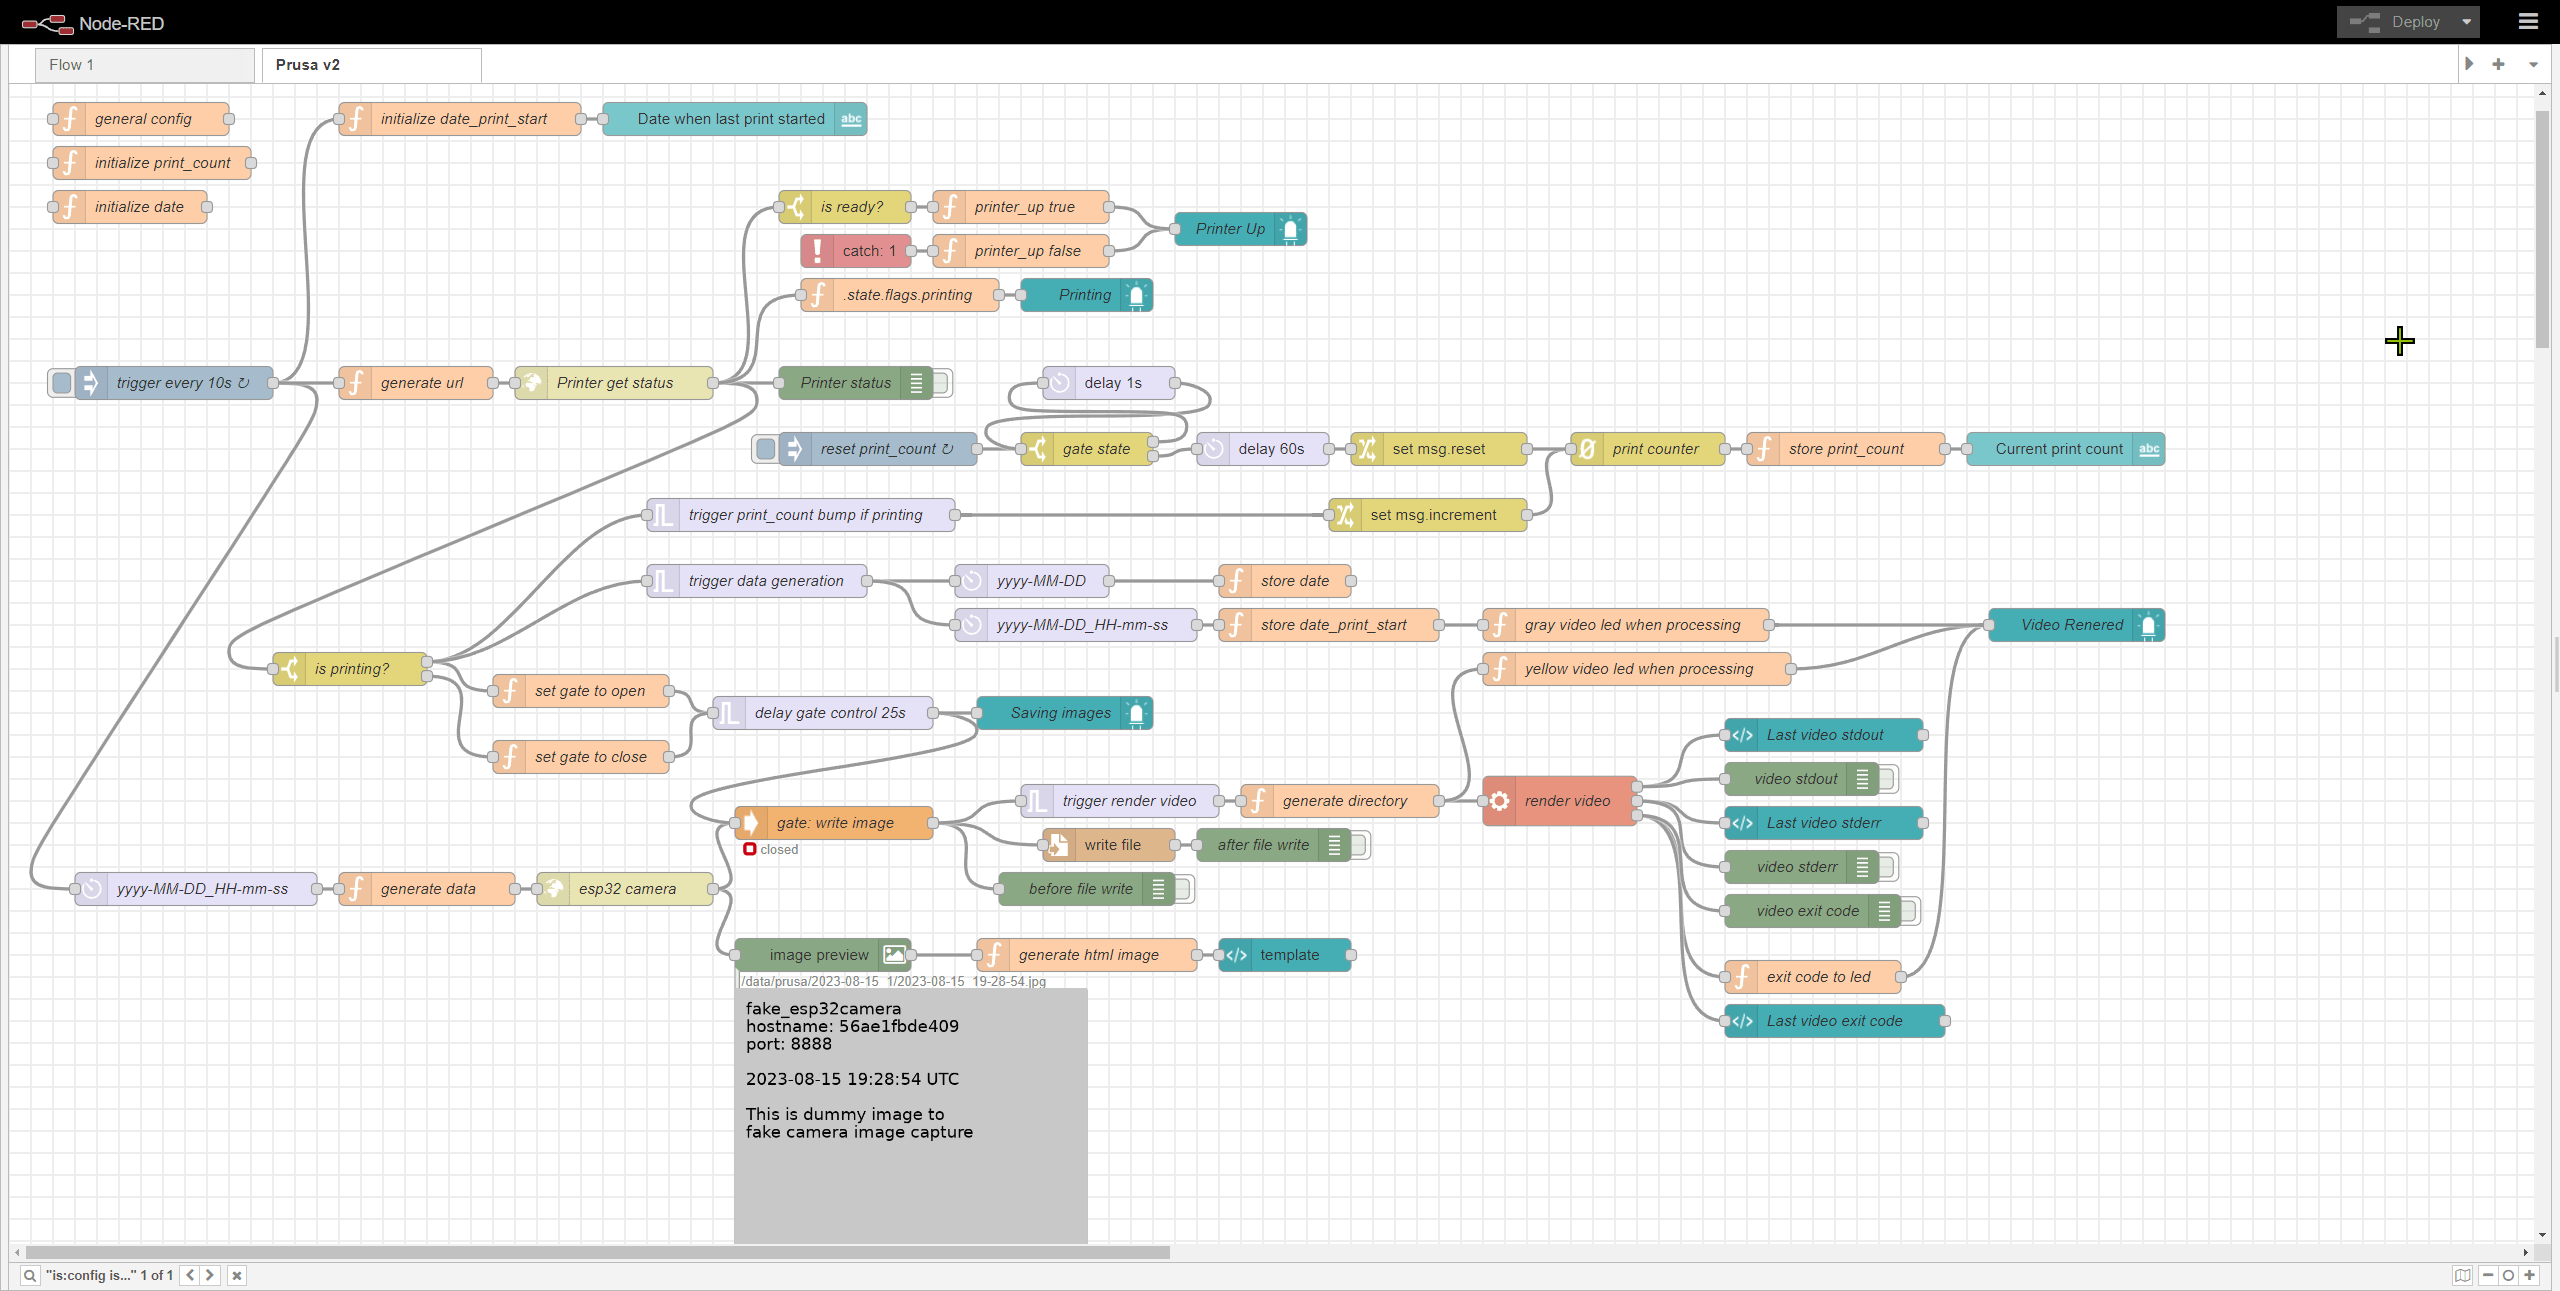 Node-RED
Deploy
Flow 1
Prusa v2
general config
initialize date_print_start
Date when last print started
abc
initialize print_count
initialize date
is ready?
printer_up true
Printer Up
catch: 1
printer_up false
.state.flags.printing
Printing
trigger every 10s ↻
generate url
Printer get status
Printer status
delay 1s
reset print_count ↻
gate state
delay 60s
set msg.reset
print counter
store print_count
Current print count
abc
trigger print_count bump if printing
set msg.increment
trigger data generation
yyyy-MM-DD
store date
yyyy-MM-DD_HH-mm-ss
store date_print_start
gray video led when processing
Video Renered
is printing?
yellow video led when processing
set gate to open
delay gate control 25s
Saving images
set gate to close
Last video stdout
video stdout
trigger render video
generate directory
render video
gate: write image
closed
Last video stderr
write file
after file write
video stderr
yyyy-MM-DD_HH-mm-ss
generate data
esp32 camera
before file write
video exit code
image preview
generate html image
template
/data/prusa/2023-08-15_1/2023-08-15_19-28-54.jpg
exit code to led
Last video exit code
fake_esp32camera
hostname: 56ae1fbde409
port: 8888
2023-08-15 19:28:54 UTC
This is dummy image to
fake camera image capture
"is:config is..." 1 of 1